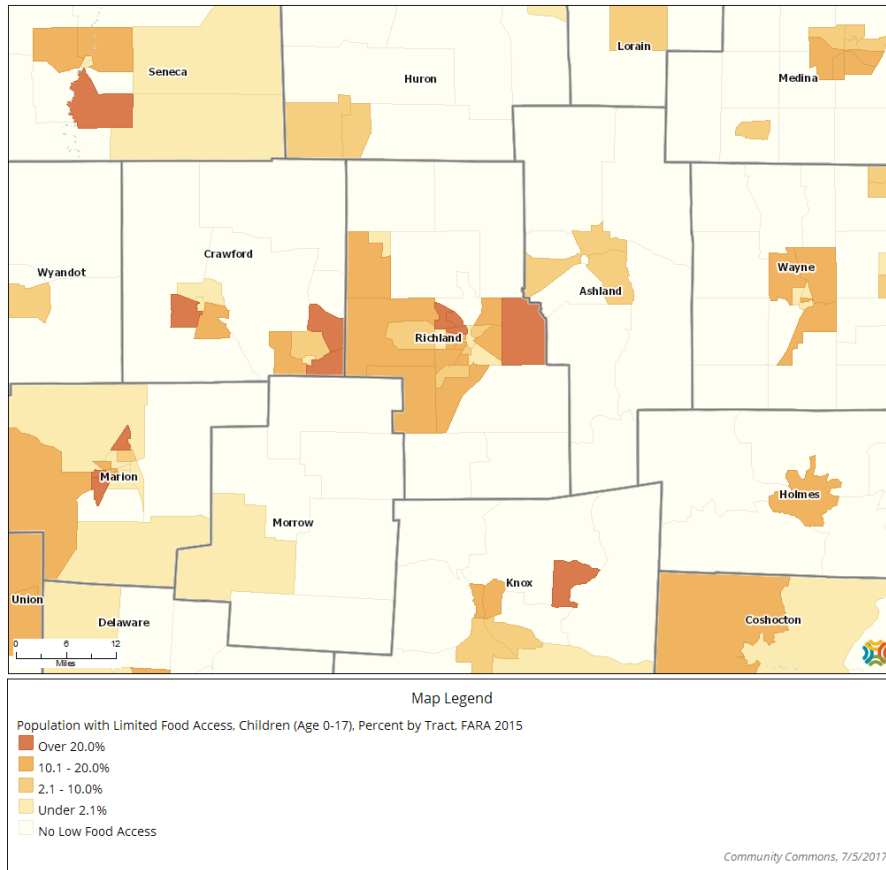 Lorain
Seneca
Huron
Medina
Crawford
Wyandot
Wayne
Ashland
Richland
Marion
Holmes
Morrow
Knox
Union
Delaware
Coshocton
0 6 12
Miles
Map Legend
Population with Limited Food Access, Children (Age 0-17), Percent by Tract, FARA 2015
Over 20.0%
10.1 - 20.0%
2.1 - 10.0%
Under 2.1%
No Low Food Access
Community Commons, 7/5/2017